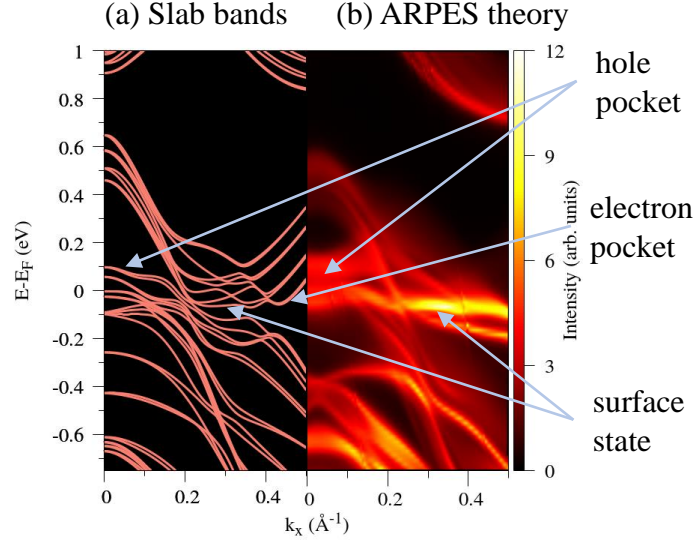 (a) Slab bands
(b) ARPES theory
E-E_F (eV)
1
0.8
0.6
0.4
0.2
0
-0.2
-0.4
-0.6
0
0.2
0.4
0
0.2
0.4
k_x (Å⁻¹)
12
9
6
3
0
Intensity (arb. units)
hole
pocket
electron
pocket
surface
state